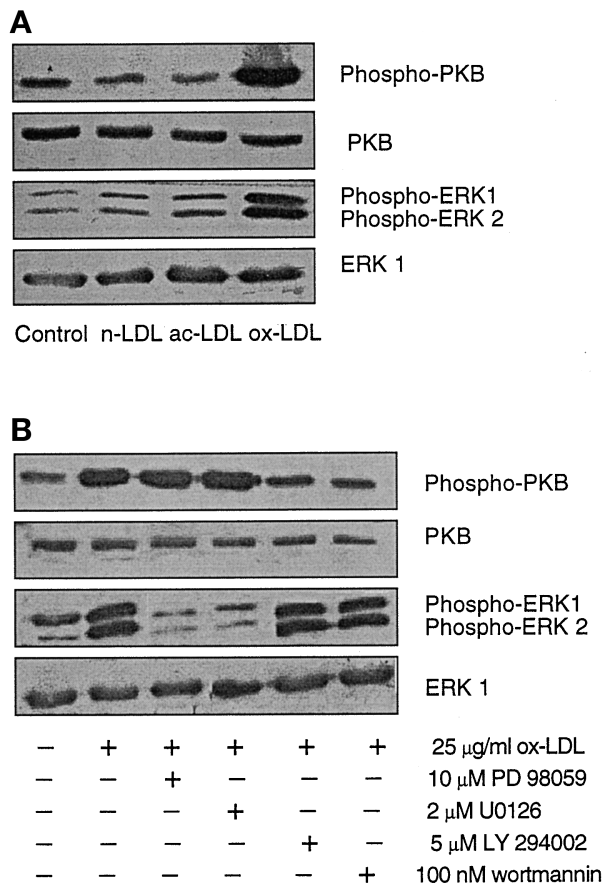 A
Phospho-PKB
PKB
Phospho-ERK1
Phospho-ERK 2
ERK 1
Control n-LDL ac-LDL ox-LDL
B
Phospho-PKB
PKB
Phospho-ERK1
Phospho-ERK 2
ERK 1
− + + + + + 25 μg/ml ox-LDL
− − + − − − 10 μM PD 98059
− − − + − − 2 μM U0126
− − − − + − 5 μM LY 294002
− − − − − + 100 nM wortmannin